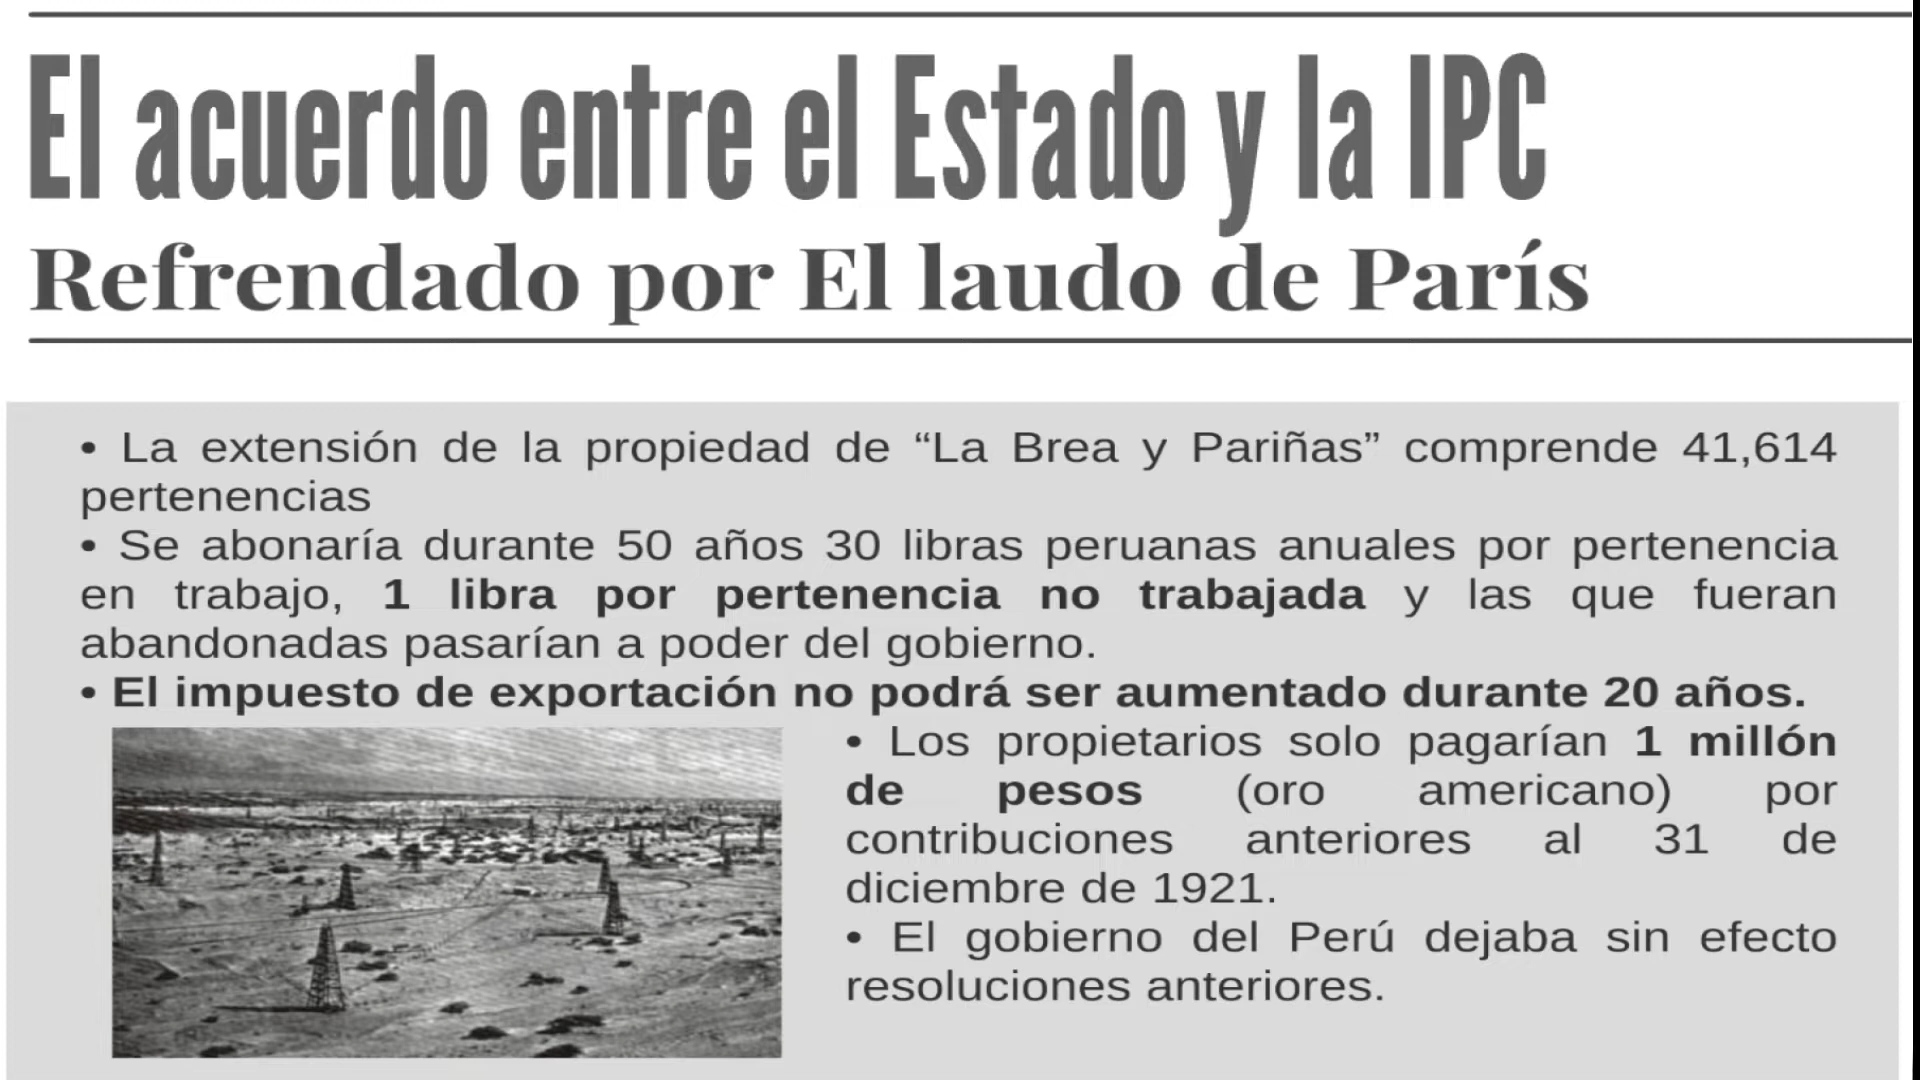 El acuerdo entre el Estado y la IPC
Refrendado por El laudo de París
• La extensión de la propiedad de “La Brea y Pariñas” comprende 41,614
pertenencias
• Se abonaría durante 50 años 30 libras peruanas anuales por pertenencia
en trabajo, 1 libra por pertenencia no trabajada y las que fueran
abandonadas pasarían a poder del gobierno.
• El impuesto de exportación no podrá ser aumentado durante 20 años.
• Los propietarios solo pagarían 1 millón
de pesos (oro americano) por
contribuciones anteriores al 31 de
diciembre de 1921.
• El gobierno del Perú dejaba sin efecto
resoluciones anteriores.